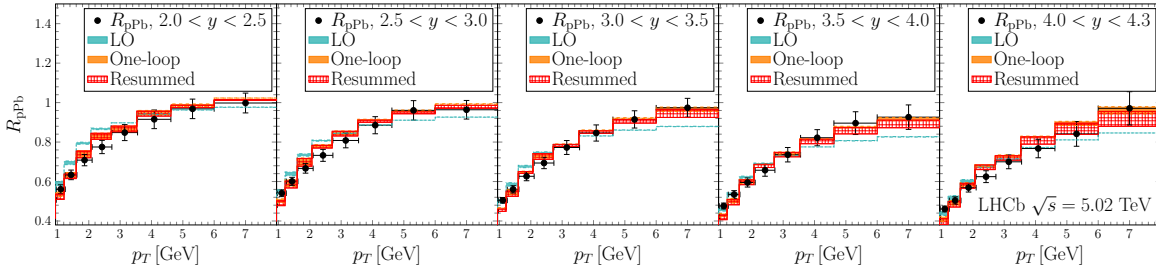 R_pPb
1.4
1.2
1
0.8
0.6
0.4
R_pPb, 2.0 < y < 2.5
LO
One-loop
Resummed
R_pPb, 2.5 < y < 3.0
LO
One-loop
Resummed
R_pPb, 3.0 < y < 3.5
LO
One-loop
Resummed
R_pPb, 3.5 < y < 4.0
LO
One-loop
Resummed
R_pPb, 4.0 < y < 4.3
LO
One-loop
Resummed
LHCb √s = 5.02 TeV
1 2 3 4 5 6 7
1 2 3 4 5 6 7
1 2 3 4 5 6 7
1 2 3 4 5 6 7
1 2 3 4 5 6 7
p_T [GeV]
p_T [GeV]
p_T [GeV]
p_T [GeV]
p_T [GeV]